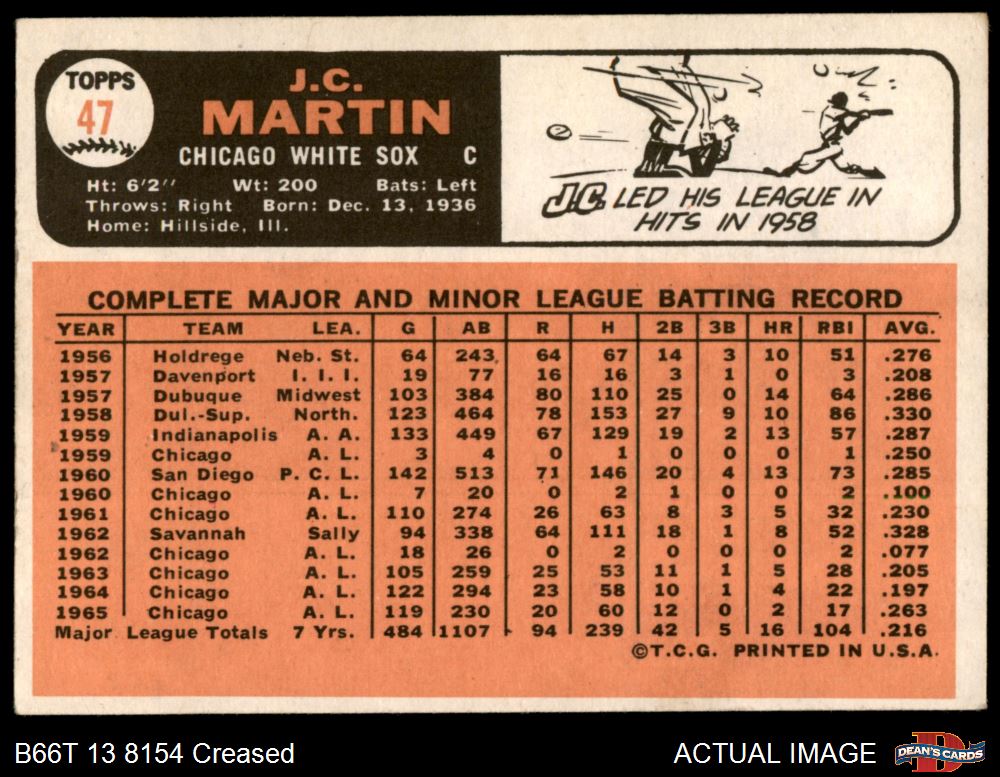 TOPPS
47
J.C.
MARTIN
CHICAGO WHITE SOX C
Ht: 6'2'' Wt: 200 Bats: Left
Throws: Right Born: Dec. 13, 1936
Home: Hillside, Ill.
J.C. LED HIS LEAGUE IN
HITS IN 1958
COMPLETE MAJOR AND MINOR LEAGUE BATTING RECORD
YEAR TEAM LEA. G AB R H 2B 3B HR RBI AVG.
1956 Holdrege Neb. St. 64 243 64 67 14 3 10 51 .276
1957 Davenport I. I. I. 19 77 16 16 3 1 0 3 .208
1957 Dubuque Midwest 103 384 80 110 25 0 14 64 .286
1958 Dul.-Sup. North. 123 464 78 153 27 9 10 86 .330
1959 Indianapolis A. A. 133 449 67 129 19 2 13 57 .287
1959 Chicago A. L. 3 4 0 1 0 0 0 1 .250
1960 San Diego P. C. L. 142 513 71 146 20 4 13 73 .285
1960 Chicago A. L. 7 20 0 2 1 0 0 2 .100
1961 Chicago A. L. 110 274 26 63 8 3 5 32 .230
1962 Savannah Sally 94 338 64 111 18 1 8 52 .328
1962 Chicago A. L. 18 26 0 2 0 0 0 2 .077
1963 Chicago A. L. 105 259 25 53 11 1 5 28 .205
1964 Chicago A. L. 122 294 23 58 10 1 4 22 .197
1965 Chicago A. L. 119 230 20 60 12 0 2 17 .263
Major League Totals 7 Yrs. 484 1107 94 239 42 5 16 104 .216
©T.C.G. PRINTED IN U.S.A.
B66T 13 8154 Creased ACTUAL IMAGE
D
DEAN'S CARDS